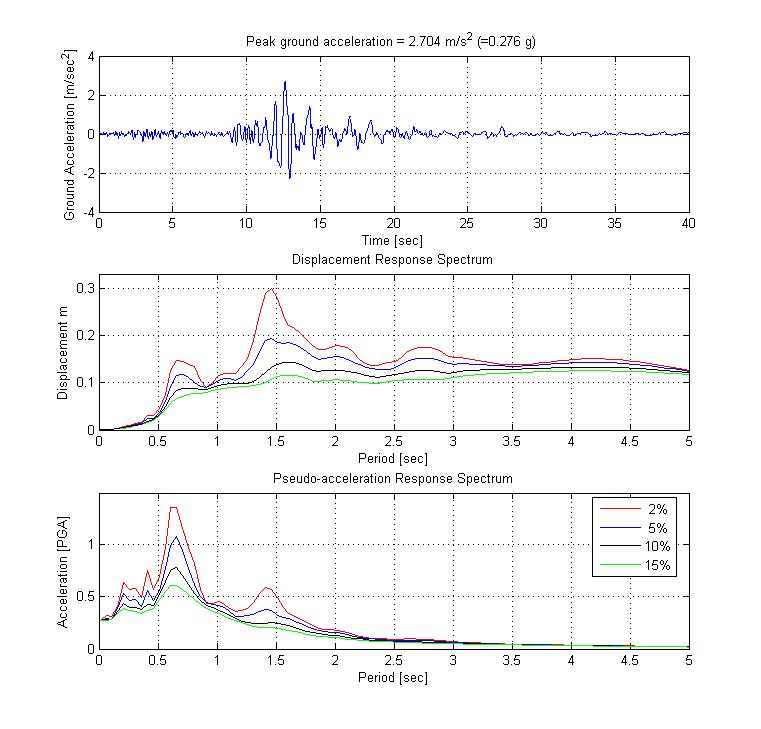 Peak ground acceleration = 2.704 m/s² (=0.276 g)
Ground Acceleration [m/sec²]
4
2
0
-2
-4
0 5 10 15 20 25 30 35 40
Time [sec]
Displacement Response Spectrum
Displacement m
0.3
0.2
0.1
0
0 0.5 1 1.5 2 2.5 3 3.5 4 4.5 5
Period [sec]
Pseudo-acceleration Response Spectrum
Acceleration [PGA]
1
0.5
0
2%
5%
10%
15%
0 0.5 1 1.5 2 2.5 3 3.5 4 4.5 5
Period [sec]